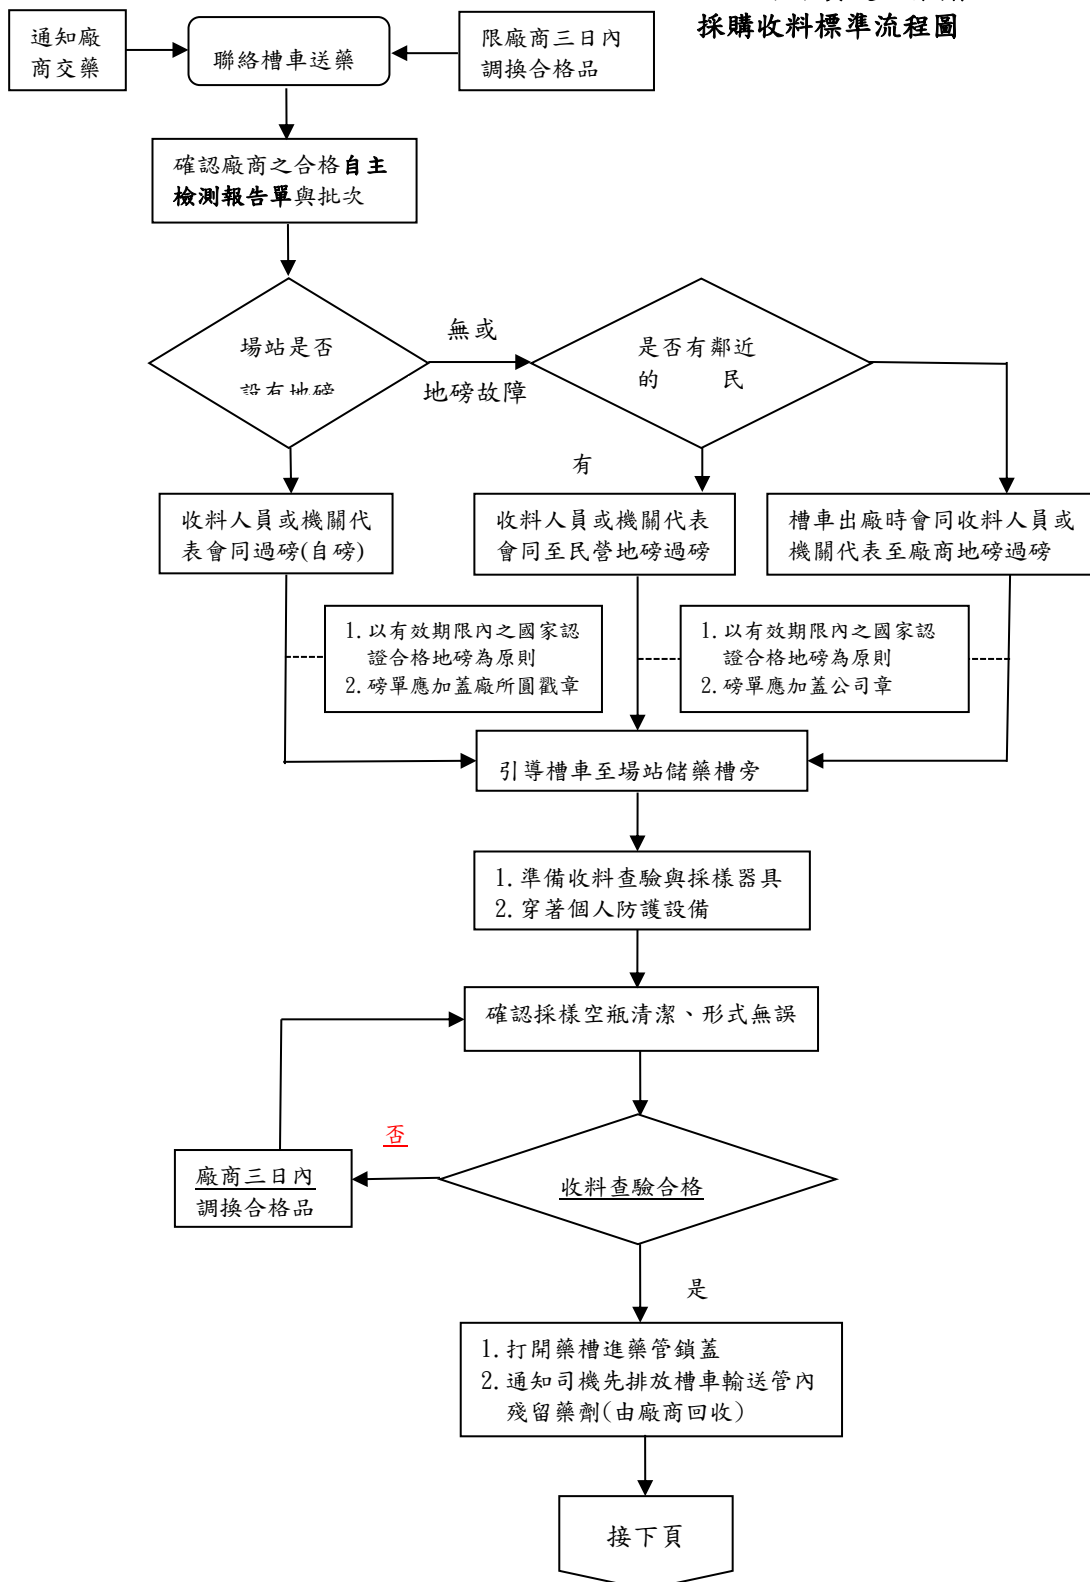 採購收料標準流程圖
通知廠
商交藥
聯絡槽車送藥
限廠商三日內
調換合格品
確認廠商之合格自主
檢測報告單與批次
場站是否
設有地磅
無或
地磅故障
是否有鄰近
的 民
有
收料人員或機關代
表會同過磅(自磅)
收料人員或機關代表
會同至民營地磅過磅
槽車出廠時會同收料人員或
機關代表至廠商地磅過磅
1.以有效期限內之國家認
證合格地磅為原則
2.磅單應加蓋廠所圓戳章
1.以有效期限內之國家認
證合格地磅為原則
2.磅單應加蓋公司章
引導槽車至場站儲藥槽旁
1.準備收料查驗與採樣器具
2.穿著個人防護設備
確認採樣空瓶清潔、形式無誤
否
廠商三日內
調換合格品
收料查驗合格
是
1.打開藥槽進藥管鎖蓋
2.通知司機先排放槽車輸送管內
殘留藥劑(由廠商回收)
接下頁